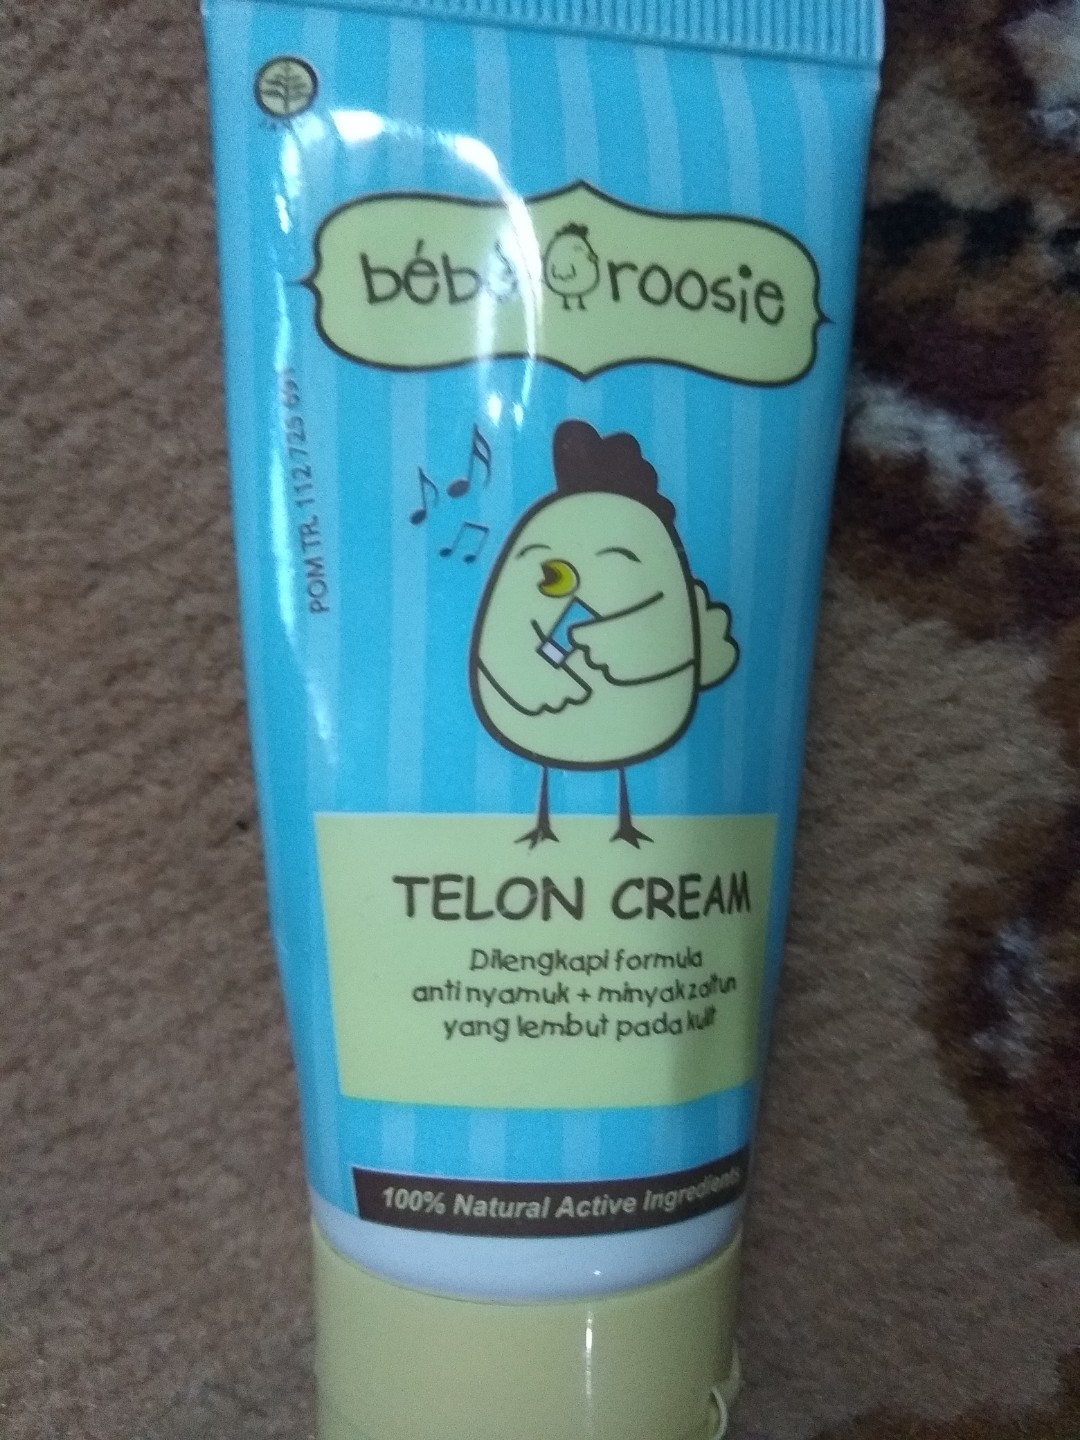 bébé roosie
POM TR. 112 725 691
TELON CREAM
Dilengkapi formula
anti nyamuk + minyak zaitun
yang lembut pada kulit
100% Natural Active Ingredients